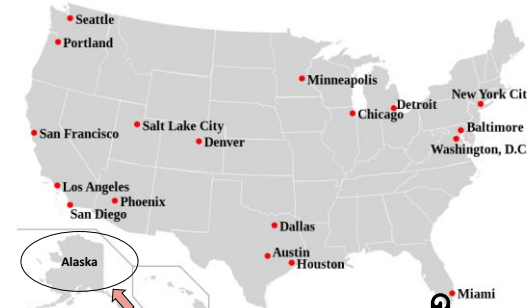 Seattle
Portland
Minneapolis
New York Cit
Detroit
Chicago
Salt Lake City
Baltimore
San Francisco
Denver
Washington, D.C
Los Angeles
Phoenix
San Diego
Dallas
Austin
Alaska
Houston
Miami